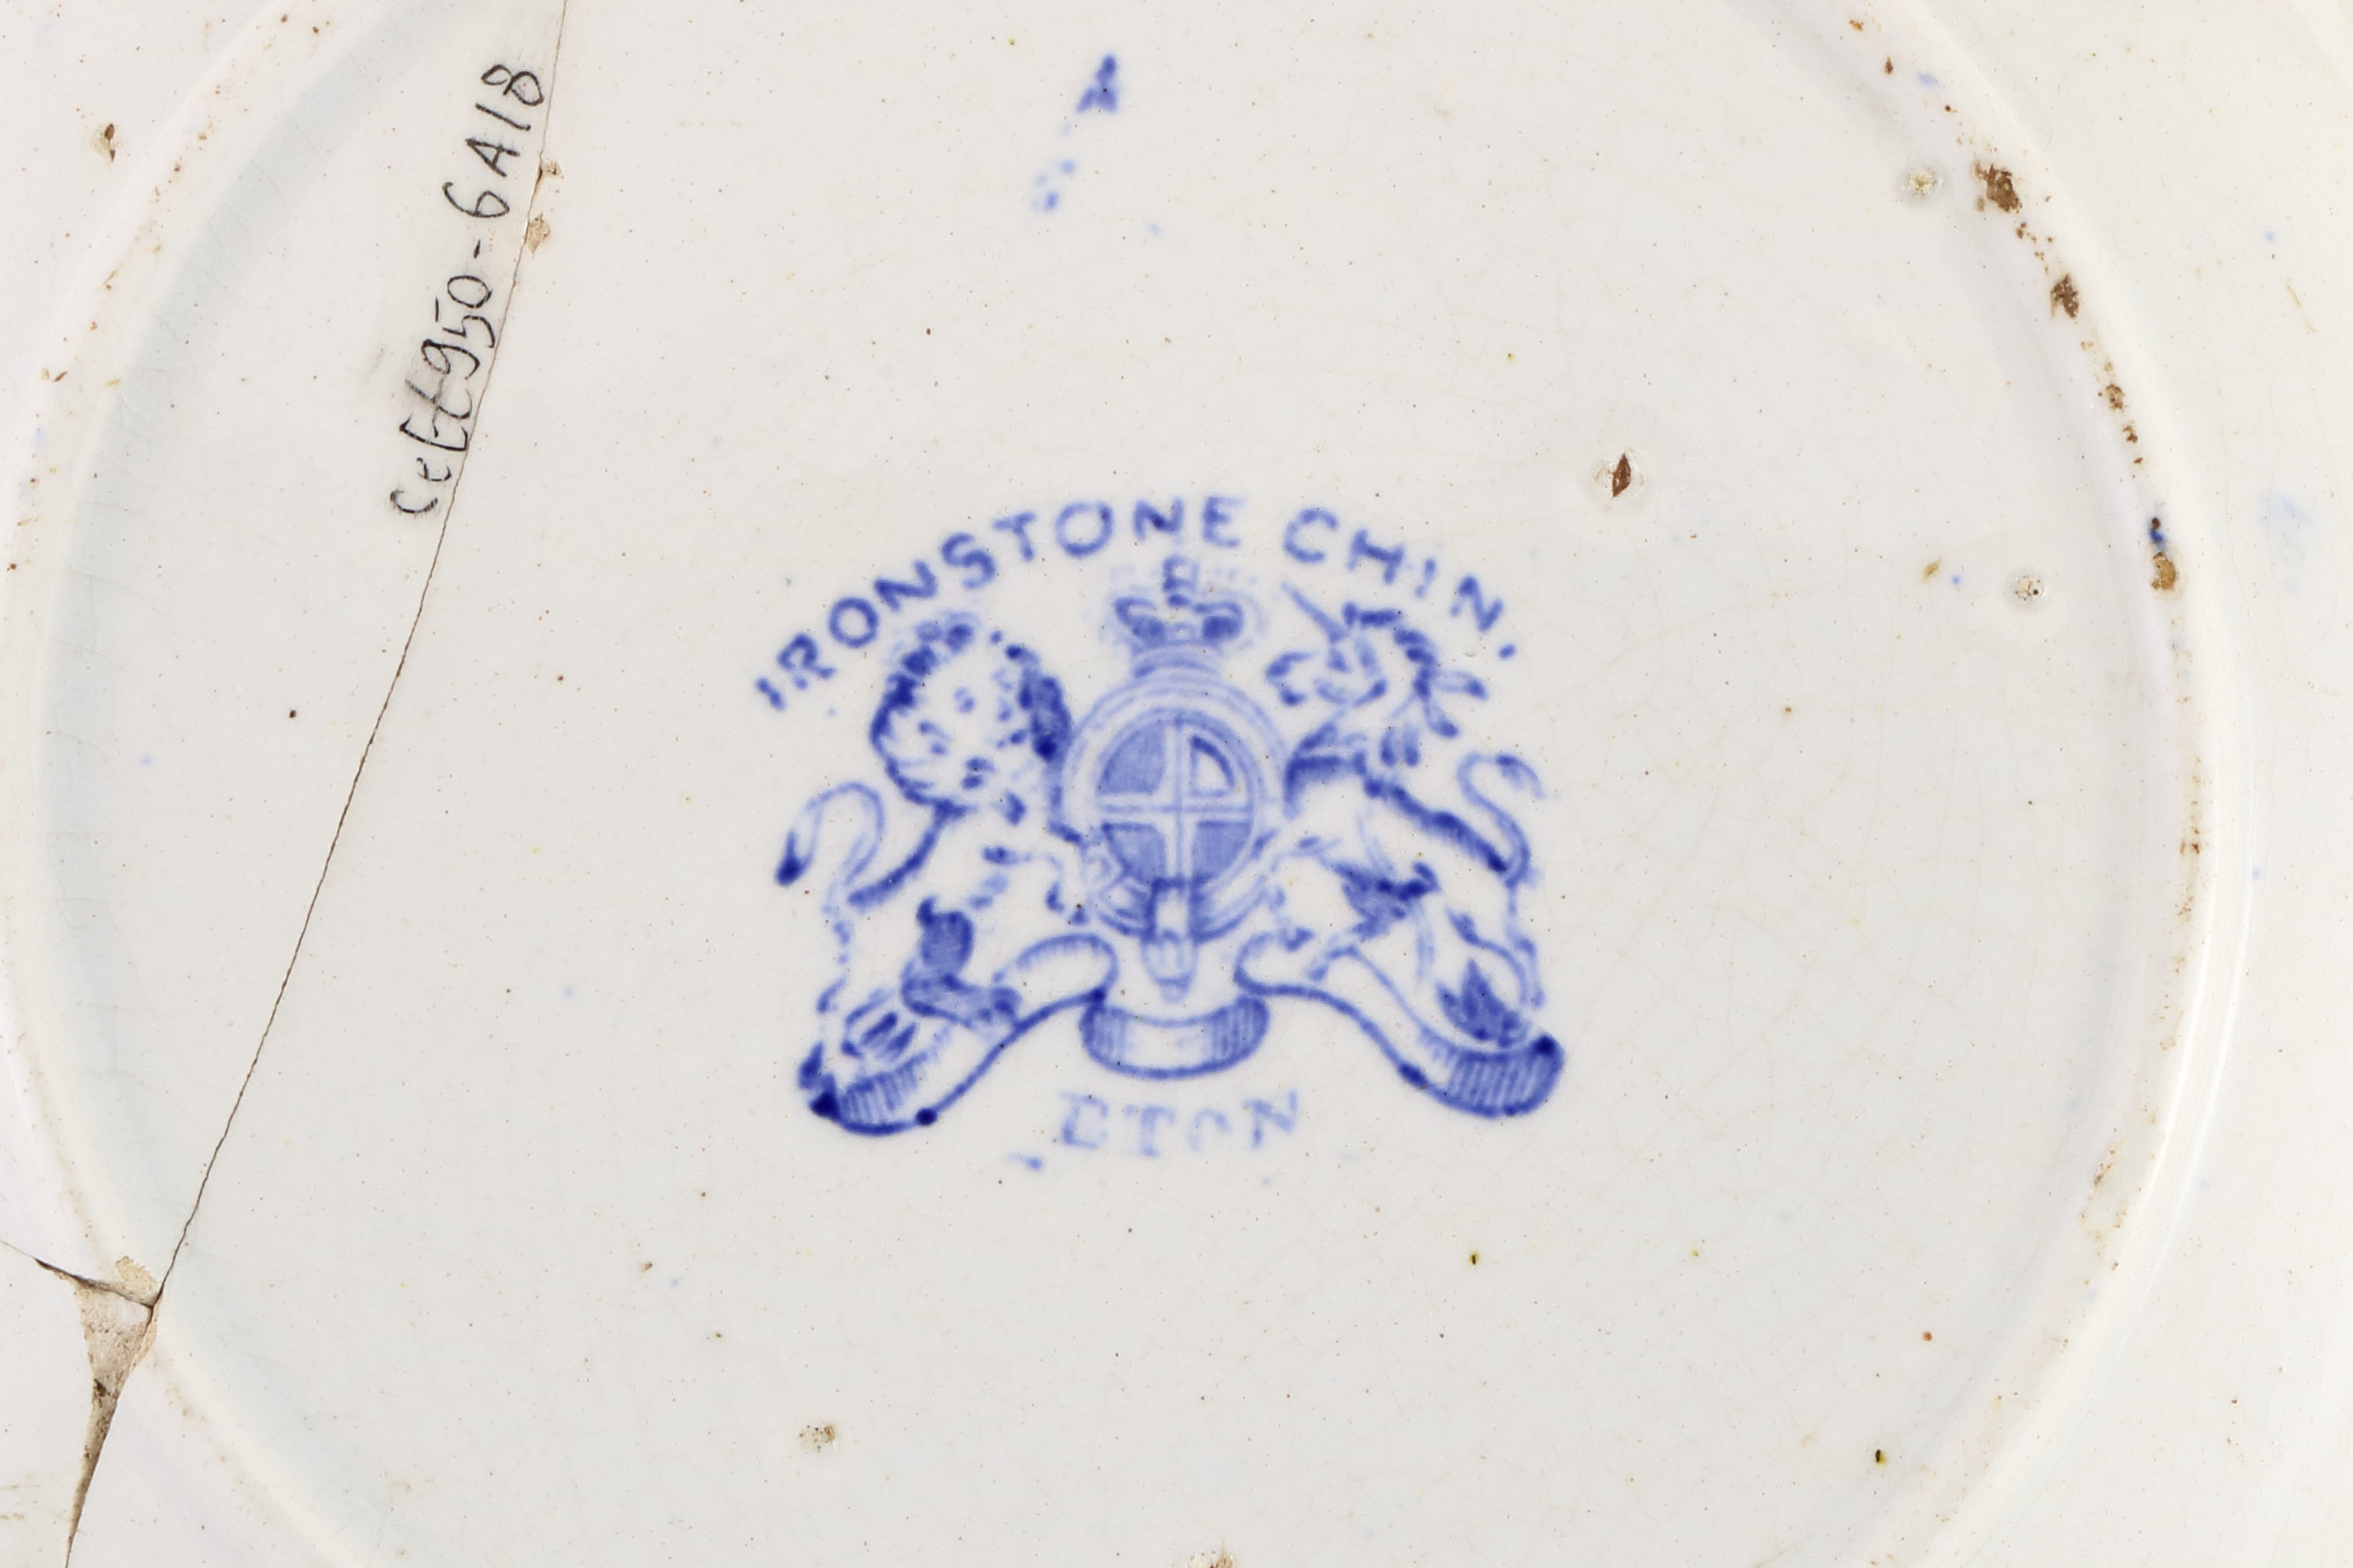 CeEt950-6A18
IRONSTONE CHIN.
ETON